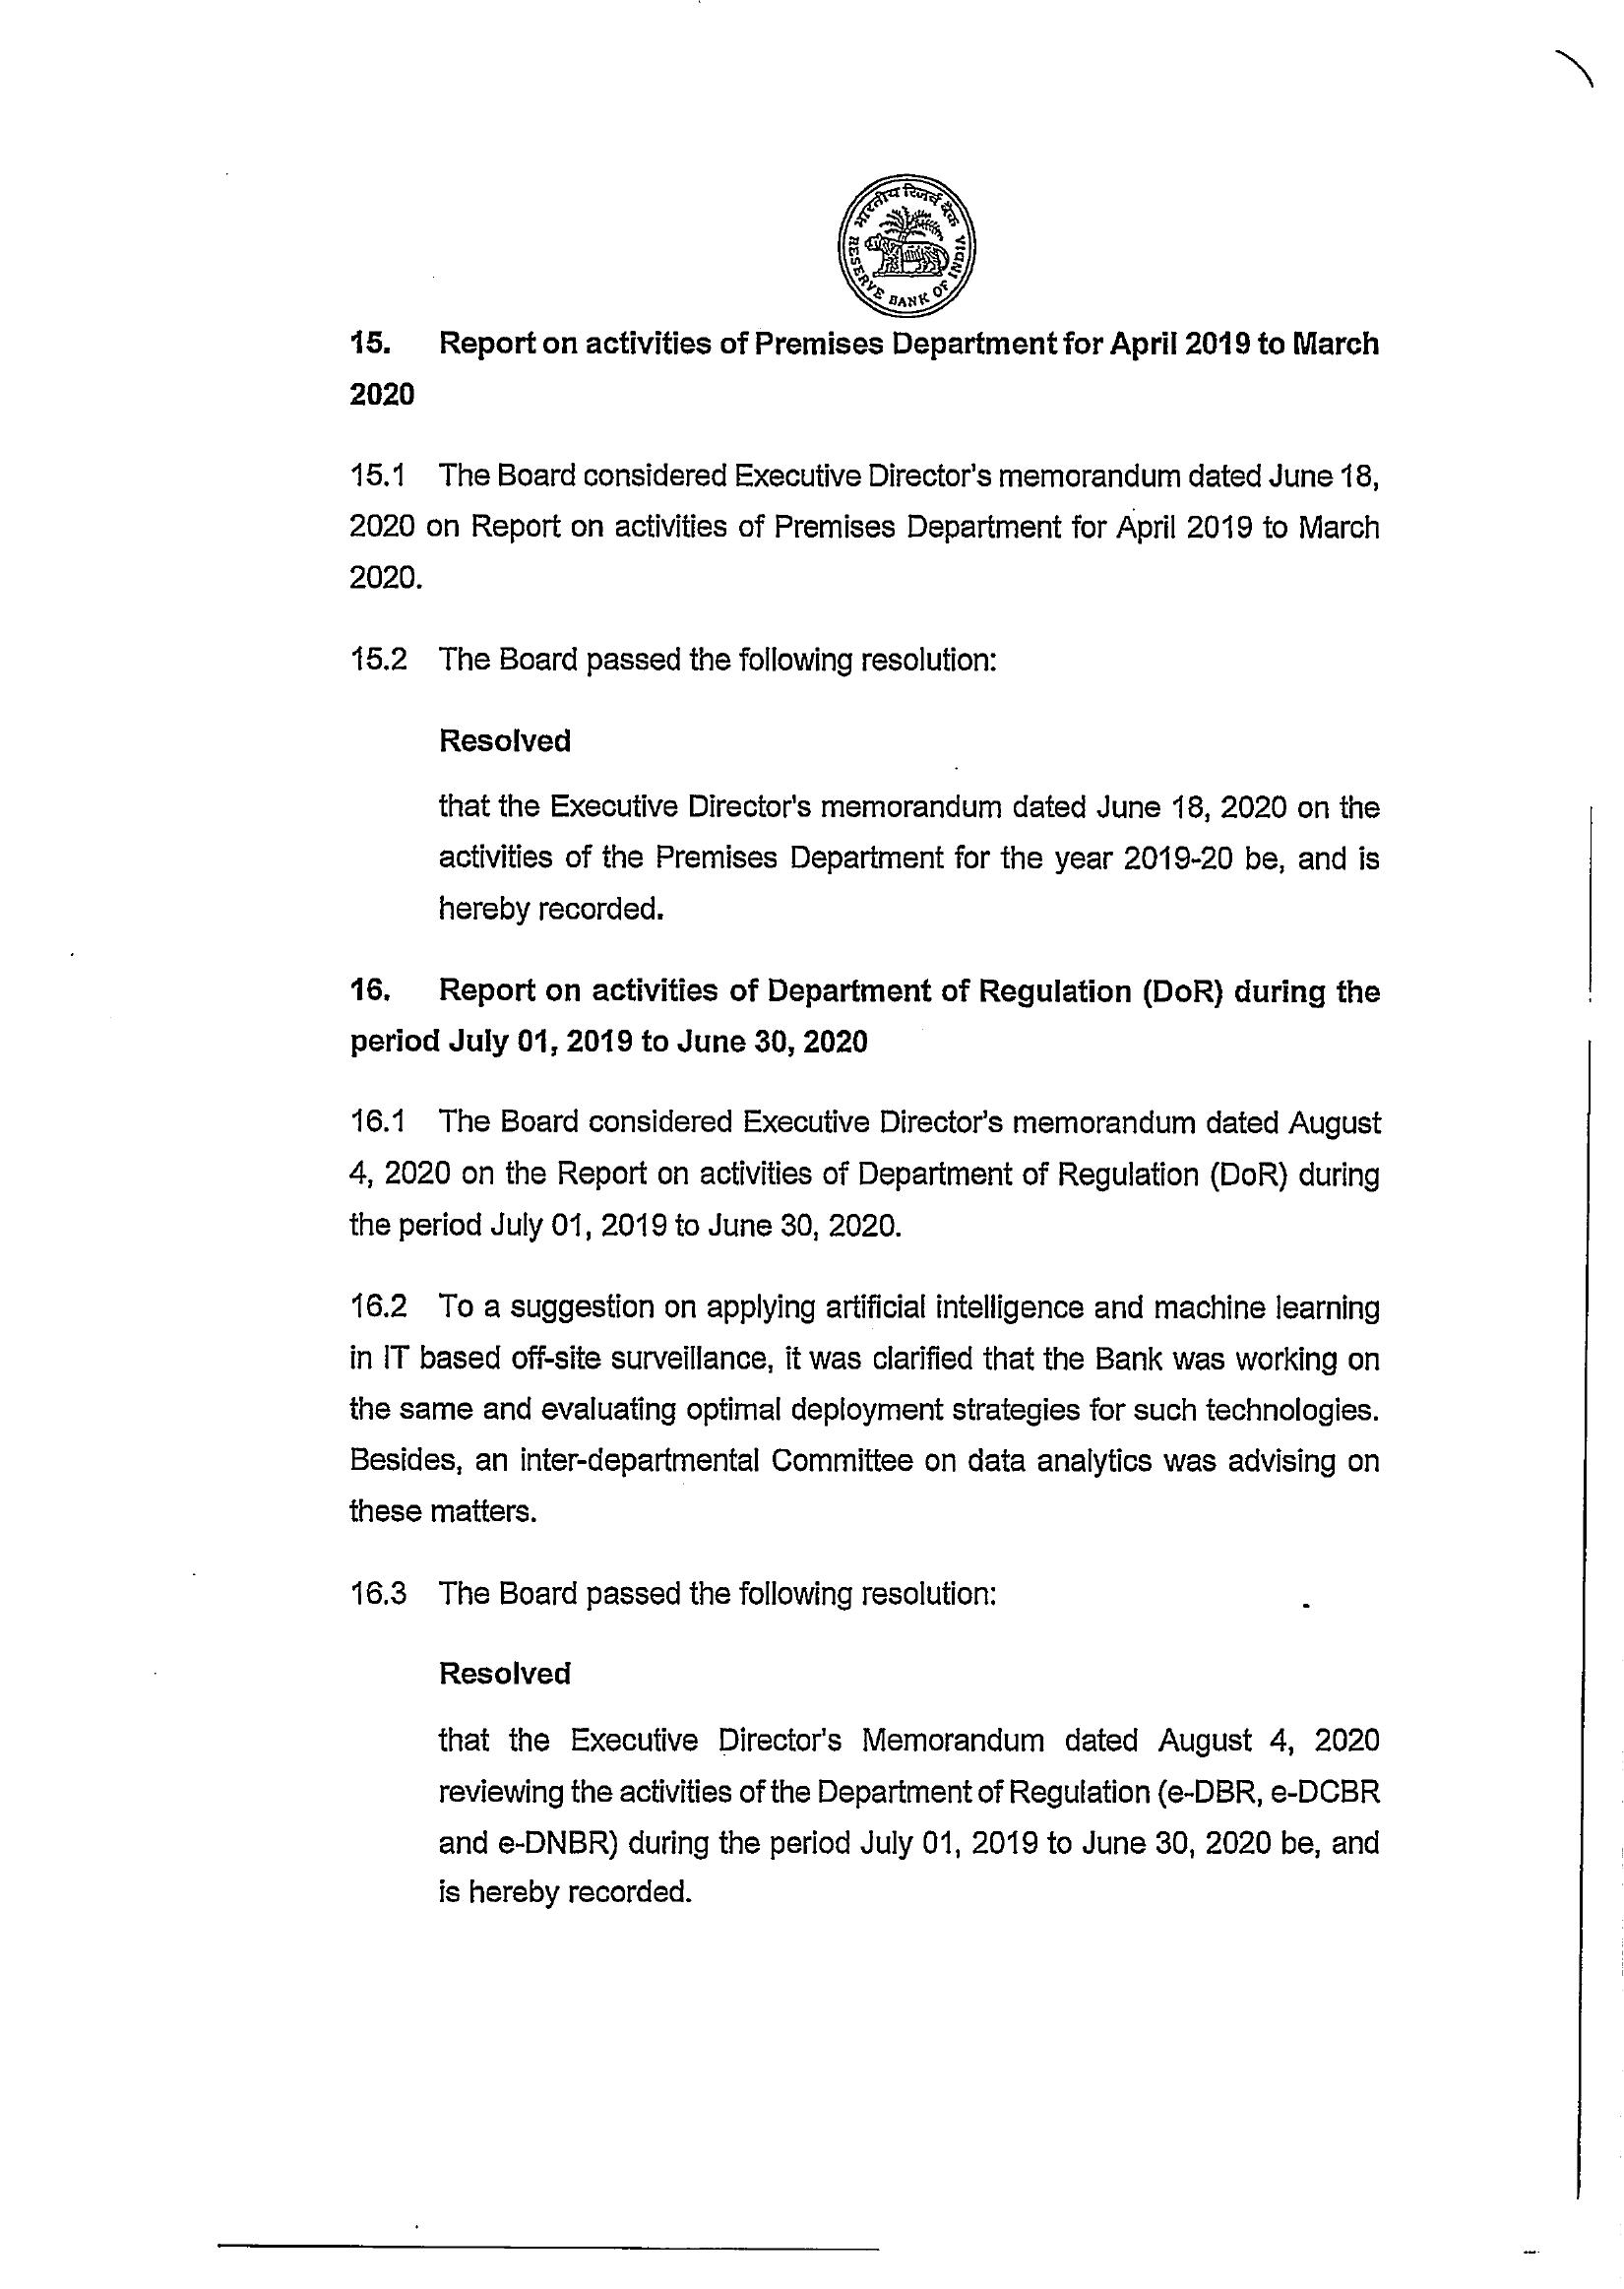 भारतीय रिज़र्व बैंक
RESERVE BANK OF INDIA
15. Report on activities of Premises Department for April 2019 to March
2020
15.1 The Board considered Executive Director's memorandum dated June 18,
2020 on Report on activities of Premises Department for April 2019 to March
2020.
15.2 The Board passed the following resolution:
Resolved
that the Executive Director's memorandum dated June 18, 2020 on the
activities of the Premises Department for the year 2019-20 be, and is
hereby recorded.
16. Report on activities of Department of Regulation (DoR) during the
period July 01, 2019 to June 30, 2020
16.1 The Board considered Executive Director's memorandum dated August
4, 2020 on the Report on activities of Department of Regulation (DoR) during
the period July 01, 2019 to June 30, 2020.
16.2 To a suggestion on applying artificial intelligence and machine learning
in IT based off-site surveillance, it was clarified that the Bank was working on
the same and evaluating optimal deployment strategies for such technologies.
Besides, an inter-departmental Committee on data analytics was advising on
these matters.
16.3 The Board passed the following resolution:
Resolved
that the Executive Director's Memorandum dated August 4, 2020
reviewing the activities of the Department of Regulation (e-DBR, e-DCBR
and e-DNBR) during the period July 01, 2019 to June 30, 2020 be, and
is hereby recorded.